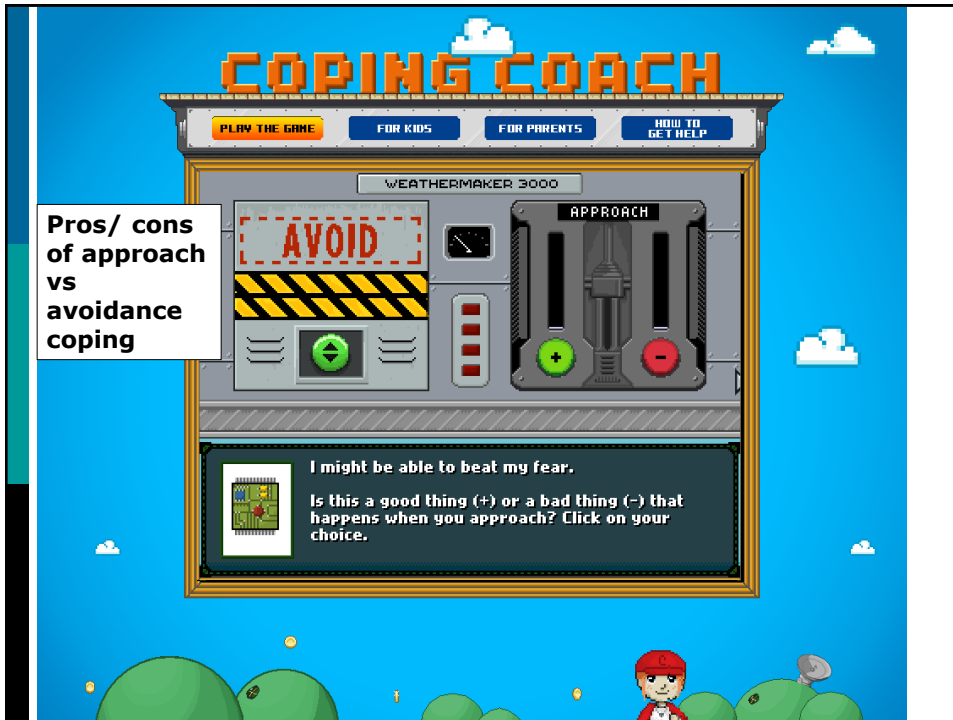 COPING COACH
PLAY THE GAME
FOR KIDS
FOR PARENTS
HOW TO
GET HELP
WEATHERMAKER 3000
Pros/ cons
of approach
vs
avoidance
coping
AVOID
APPROACH
+
-
I might be able to beat my fear.
Is this a good thing (+) or a bad thing (-) that
happens when you approach? Click on your
choice.
C